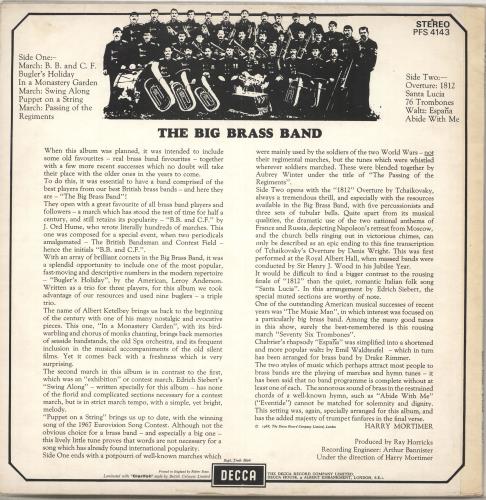 STEREO
PFS 4143
Side One:-
March: B. B. and C. F.
Bugler's Holiday
In a Monastery Garden
March: Swing Along
Puppet on a String
March: Passing of the
Regiments
Side Two:—
Overture: 1812
Santa Lucia
76 Trombones
Waltz: España
Abide With Me
THE BIG BRASS BAND
When this album was planned, it was intended to include
some old favourites – real brass band favourites – together
with a few more recent successes which no doubt will take
their place with the older ones in the years to come.
To do this, it was essential to have a band comprised of the
best players from our best British brass bands – and here they
are – "The Big Brass Band"!
They open with a great favourite of all brass band players and
followers – a march which has stood the test of time for half a
century, and still retains its popularity – "B.B. and C.F." by
J. Ord Hume, who wrote literally hundreds of marches. This
one was composed for a special event, when two periodicals
amalgamated – The British Bandsman and Contest Field –
hence the initials "B.B. and C.F.".
With an array of brilliant cornets in the Big Brass Band, it was
a splendid opportunity to include one of the most popular,
fast-moving and descriptive numbers in the modern repertoire
– "Bugler's Holiday", by the American, Leroy Anderson.
Written as a trio for three players, for this album we took
advantage of our resources and used nine buglers – a triple
trio.
The name of Albert Ketelbey brings us back to the beginning
of the century with one of his many nostalgic and evocative
pieces. This one, "In a Monastery Garden", with its bird-
warbling and chorus of monks chanting, brings back memories
of seaside bandstands, the old Spa orchestra, and its frequent
inclusion in the musical accompaniments of the old silent
films. Yet it comes back with a freshness which is very
surprising.
The second march in this album is in contrast to the first,
which was an "exhibition" or contest march. Edrich Siebert's
"Swing Along" – written specially for this album – has none
of the florid and complicated sections necessary for a contest
march, but is in strict march tempo, with a simple, yet bright,
melody.
"Puppet on a String" brings us up to date, with the winning
song of the 1967 Eurovision Song Contest. Although not the
obvious choice for a brass band – and especially a big one –
this lively little tune proves that words are not necessary for a
song which has already found international popularity.
Side One ends with a potpourri of well-known marches which
were mainly used by the soldiers of the two World Wars – not
their regimental marches, but the tunes which were whistled
wherever soldiers marched. These were blended together by
Aubrey Winter under the title of "The Passing of the
Regiments".
Side Two opens with the "1812" Overture by Tchaikovsky,
always a tremendous thrill, and especially with the resources
available in the Big Brass Band, with five percussionists and
three sets of tubular bells. Quite apart from its musical
qualities, the dramatic use of the two national anthems of
France and Russia, depicting Napoleon's retreat from Moscow,
and the church bells ringing out in victorious chimes, can
only be described as an epic ending to this fine transcription
of Tchaikovsky's Overture by Denis Wright. This was first
performed at the Royal Albert Hall, when massed bands were
conducted by Sir Henry J. Wood in his Jubilee Year.
It would be difficult to find a bigger contrast to the rousing
finale of "1812" than the quiet, romantic Italian folk song
"Santa Lucia". In this arrangement by Edrich Siebert, the
special muted sections are worthy of note.
One of the outstanding American musical successes of recent
years was "The Music Man", in which interest was focused on
a particularly big brass band. Among the many good tunes
in this show, surely the best-remembered is this rousing
march "Seventy Six Trombones".
Chabrier's rhapsody "España" was simplified into a shortened
and more popular waltz by Emil Waldteufel – which in turn
has been arranged for brass band by Drake Rimmer.
The two styles of music which perhaps attract most people to
brass bands are the playing of marches and hymn tunes – it
has been said that no band programme is complete without at
least one of each. The sonorous sound of brass in the restrained
chords of a well-known hymn, such as "Abide with Me"
("Eventide") cannot be matched for solemnity and dignity.
This setting was, again, specially arranged for this album, and
has the added majesty of trumpet fanfares in the final verse.
HARRY MORTIMER
© 1968, The Decca Record Company Limited, London
Produced by Ray Horricks
Recording Engineer: Arthur Bannister
Under the direction of Harry Mortimer
DECCA
THE DECCA RECORD COMPANY LIMITED,
DECCA HOUSE, 9 ALBERT EMBANKMENT, LONDON, S.E.1.